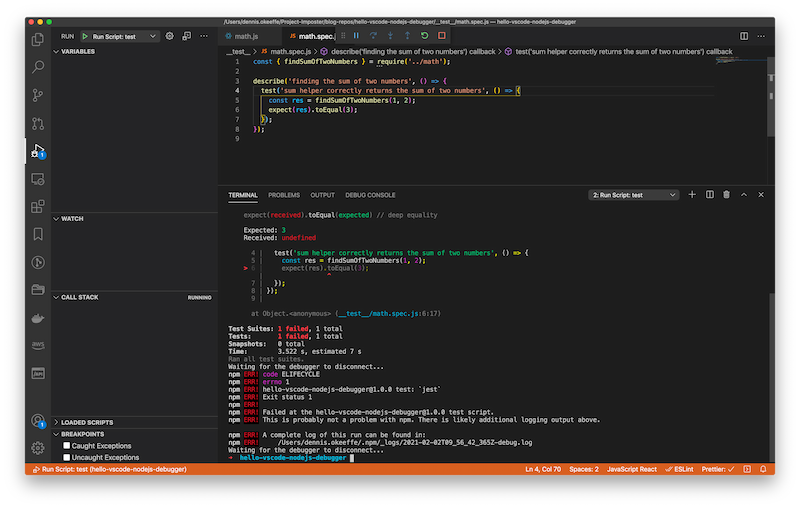 /Users/dennis.okeeffe/Project-Imposter/blog-repos/hello-vscode-nodejs-debugger/__test__/math.spec.js — hello-vscode-nodejs-debugger
RUN Run Script: test
math.js math.spec.js
__test__ > math.spec.js > describe('finding the sum of two numbers') callback > test('sum helper correctly returns the sum of two numbers') callback
VARIABLES
1 const { findSumOfTwoNumbers } = require('../math');
2
3 describe('finding the sum of two numbers', () => {
4 test('sum helper correctly returns the sum of two numbers', () => {
5 const res = findSumOfTwoNumbers(1, 2);
6 expect(res).toEqual(3);
7 });
8 });
9
TERMINAL PROBLEMS OUTPUT DEBUG CONSOLE 2: Run Script: test
expect(received).toEqual(expected) // deep equality
WATCH
Expected: 3
Received: undefined
4 | test('sum helper correctly returns the sum of two numbers', () => {
5 | const res = findSumOfTwoNumbers(1, 2);
> 6 | expect(res).toEqual(3);
| ^
7 | });
8 | });
9 |
CALL STACK RUNNING
at Object.<anonymous> (__test__/math.spec.js:6:17)
Test Suites: 1 failed, 1 total
Tests: 1 failed, 1 total
Snapshots: 0 total
Time: 3.522 s, estimated 7 s
Ran all test suites.
Waiting for the debugger to disconnect...
npm ERR! code ELIFECYCLE
npm ERR! errno 1
npm ERR! hello-vscode-nodejs-debugger@1.0.0 test: `jest`
npm ERR! Exit status 1
npm ERR!
npm ERR! Failed at the hello-vscode-nodejs-debugger@1.0.0 test script.
npm ERR! This is probably not a problem with npm. There is likely additional logging output above.
npm ERR! A complete log of this run can be found in:
npm ERR! /Users/dennis.okeeffe/.npm/_logs/2021-02-02T09_56_42_365Z-debug.log
Waiting for the debugger to disconnect...
→ hello-vscode-nodejs-debugger
LOADED SCRIPTS
BREAKPOINTS
Caught Exceptions
Uncaught Exceptions
aws
1
1
Run Script: test (hello-vscode-nodejs-debugger) Ln 4, Col 70 Spaces: 2 JavaScript React ESLint Prettier: ✓